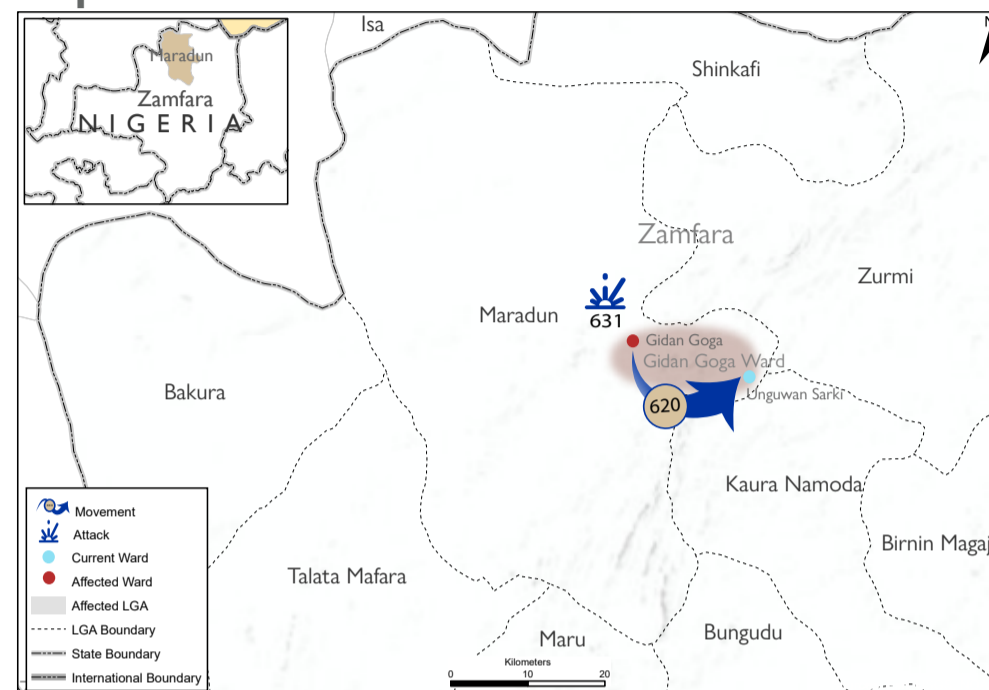 Isa
Shinkafi
Maradun
Zamfara
NIGERIA
Zamfara
Zurmi
Maradun
631
Gidan Goga
Gidan Goga Ward
Unguwan Sarki
620
Bakura
Kaura Namoda
Birnin Magaj
Talata Mafara
Maru
Bungudu
Movement
Attack
Current Ward
Affected Ward
Affected LGA
LGA Boundary
State Boundary
International Boundary
Kilometers
0 10 20